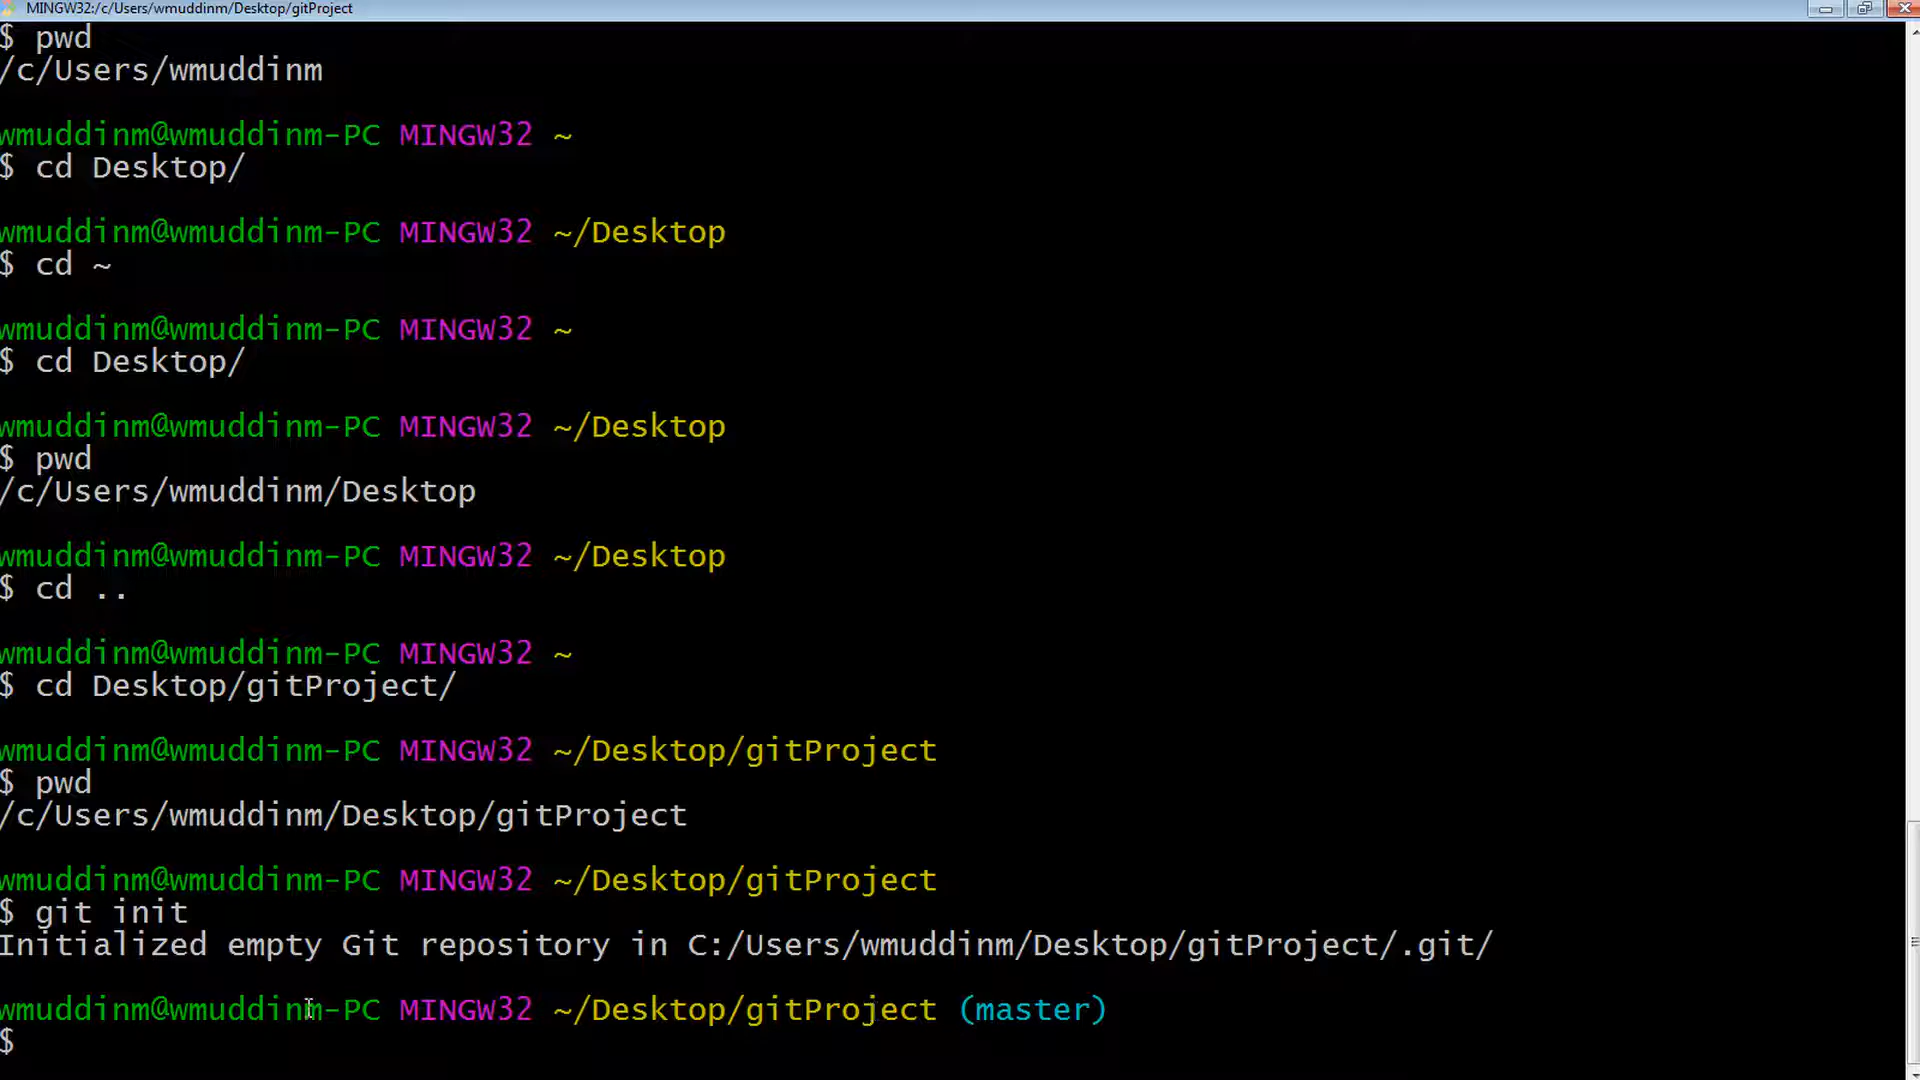 MINGW32:/c/Users/wmuddinm/Desktop/gitProject
$ pwd
/c/Users/wmuddinm
wmuddinm@wmuddinm-PC MINGW32 ~
$ cd Desktop/
wmuddinm@wmuddinm-PC MINGW32 ~/Desktop
$ cd ~
wmuddinm@wmuddinm-PC MINGW32 ~
$ cd Desktop/
wmuddinm@wmuddinm-PC MINGW32 ~/Desktop
$ pwd
/c/Users/wmuddinm/Desktop
wmuddinm@wmuddinm-PC MINGW32 ~/Desktop
$ cd ..
wmuddinm@wmuddinm-PC MINGW32 ~
$ cd Desktop/gitProject/
wmuddinm@wmuddinm-PC MINGW32 ~/Desktop/gitProject
$ pwd
/c/Users/wmuddinm/Desktop/gitProject
wmuddinm@wmuddinm-PC MINGW32 ~/Desktop/gitProject
$ git init
Initialized empty Git repository in C:/Users/wmuddinm/Desktop/gitProject/.git/
wmuddinm@wmuddinm-PC MINGW32 ~/Desktop/gitProject (master)
$